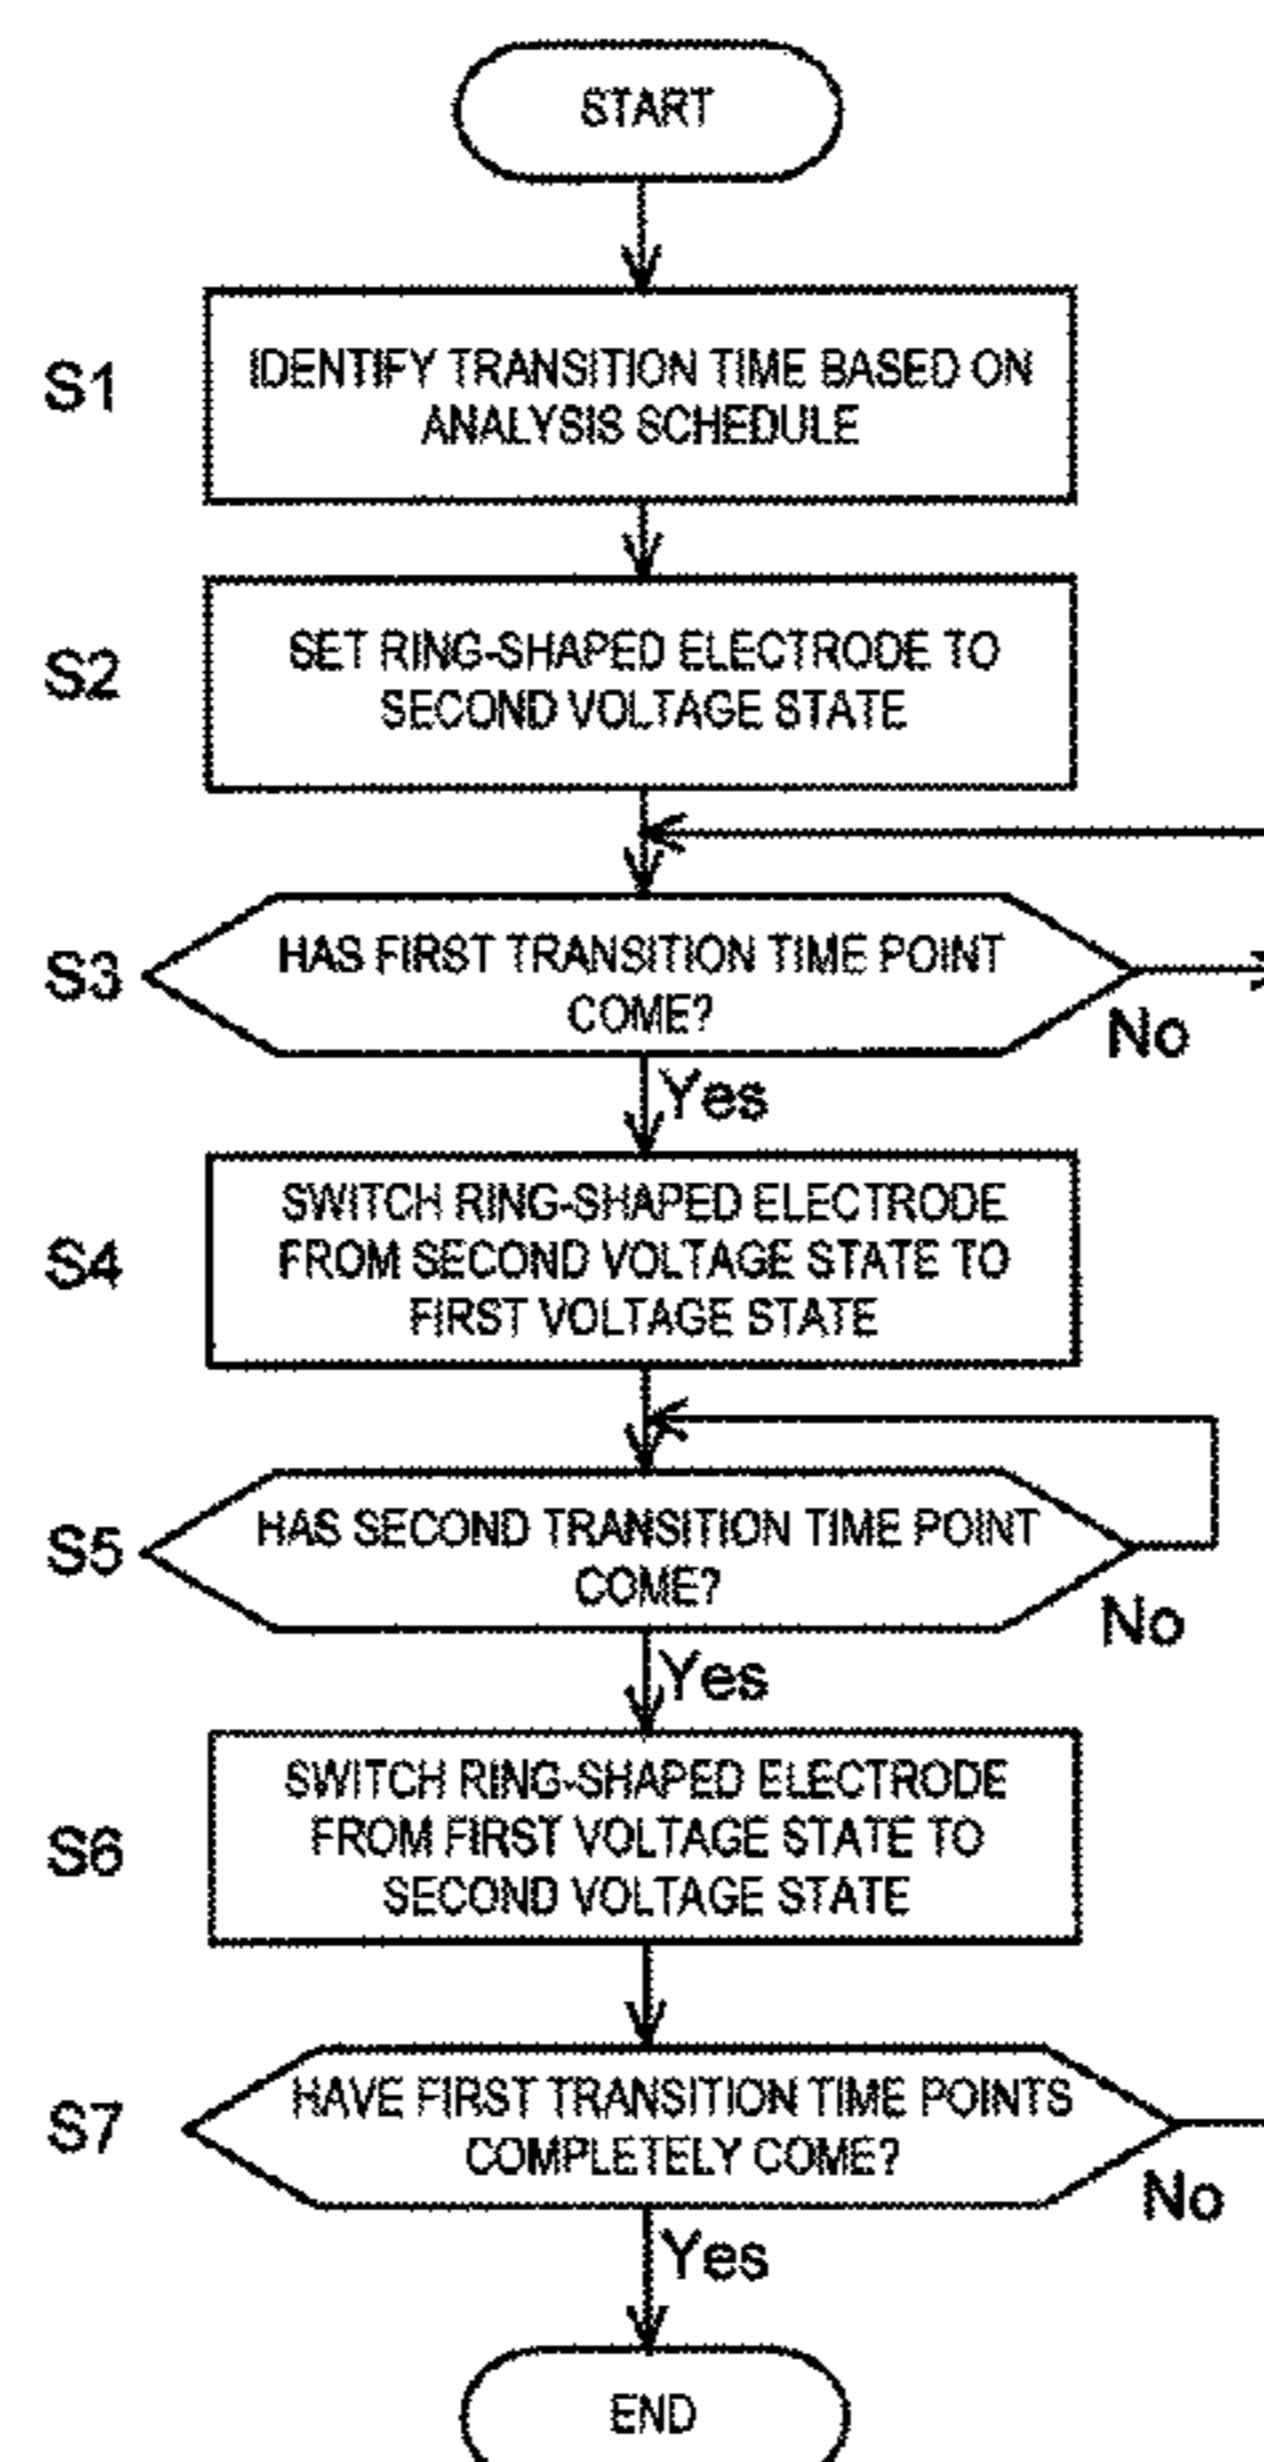 START
S1
IDENTIFY TRANSITION TIME BASED ON
ANALYSIS SCHEDULE
S2
SET RING-SHAPED ELECTRODE TO
SECOND VOLTAGE STATE
S3
HAS FIRST TRANSITION TIME POINT
COME?
No
Yes
S4
SWITCH RING-SHAPED ELECTRODE
FROM SECOND VOLTAGE STATE TO
FIRST VOLTAGE STATE
S5
HAS SECOND TRANSITION TIME POINT
COME?
No
Yes
S6
SWITCH RING-SHAPED ELECTRODE
FROM FIRST VOLTAGE STATE TO
SECOND VOLTAGE STATE
S7
HAVE FIRST TRANSITION TIME POINTS
COMPLETELY COME?
No
Yes
END